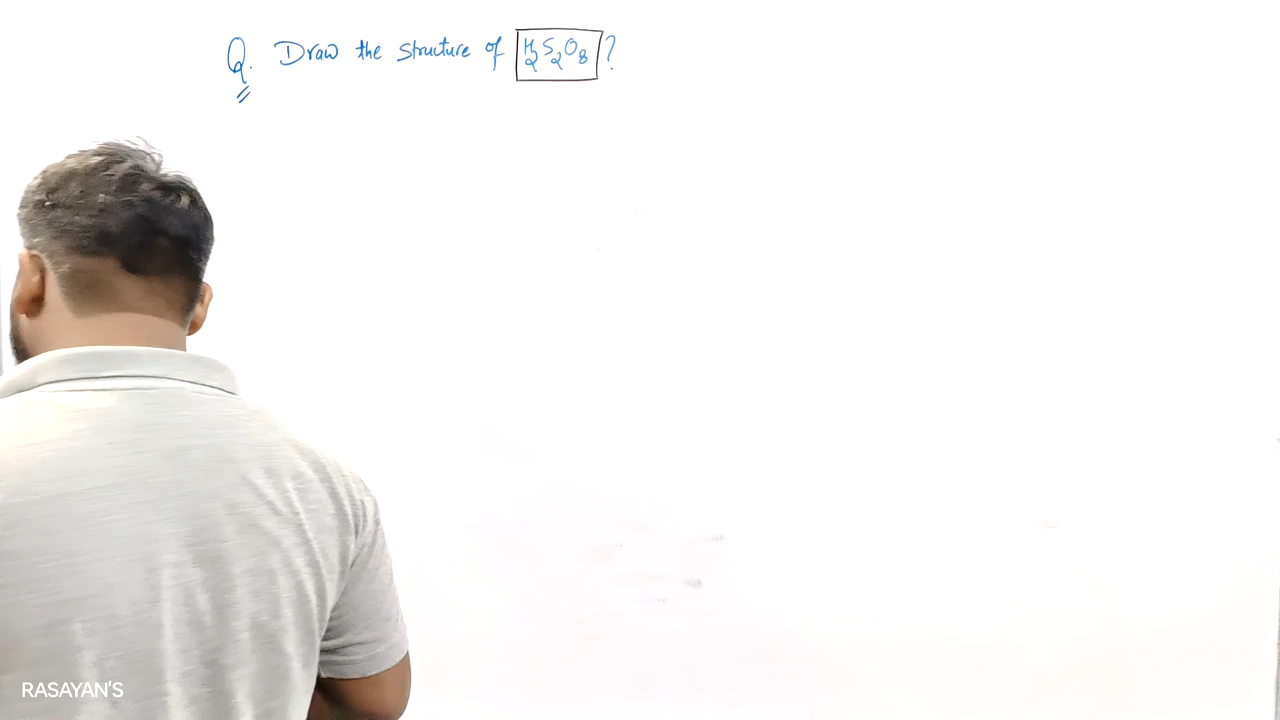 Q. Draw the structure of H₂S₂O₈ ?
RASAYAN'S